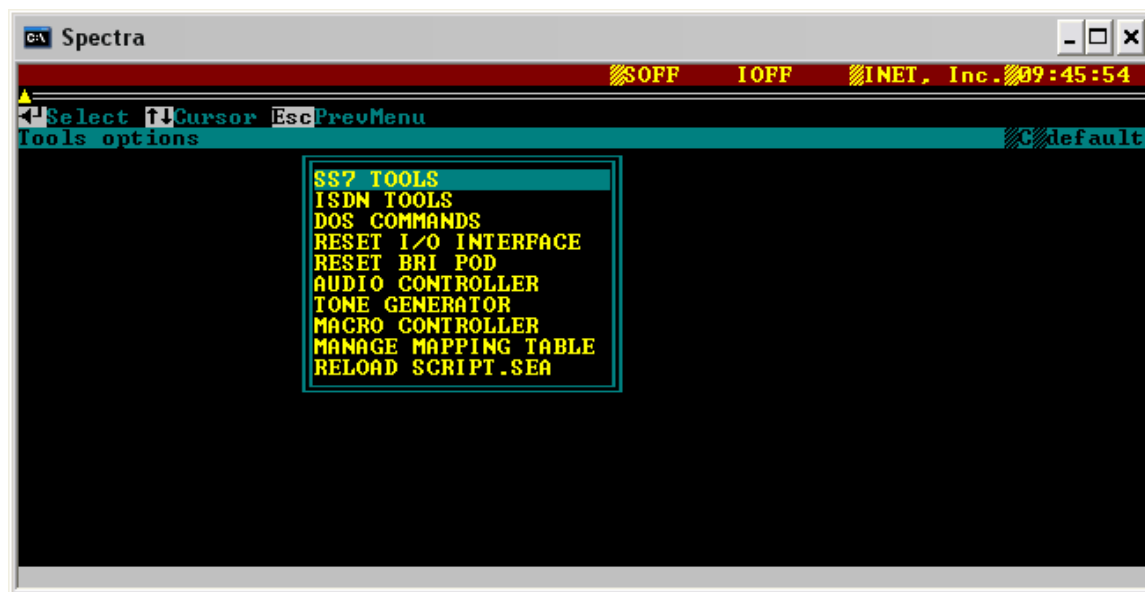 C:\ Spectra
SOFF IOFF INET, Inc. 09:45:54
Select Cursor Esc PrevMenu
Tools options C default
SS7 TOOLS
ISDN TOOLS
DOS COMMANDS
RESET I/O INTERFACE
RESET BRI POD
AUDIO CONTROLLER
TONE GENERATOR
MACRO CONTROLLER
MANAGE MAPPING TABLE
RELOAD SCRIPT.SEA